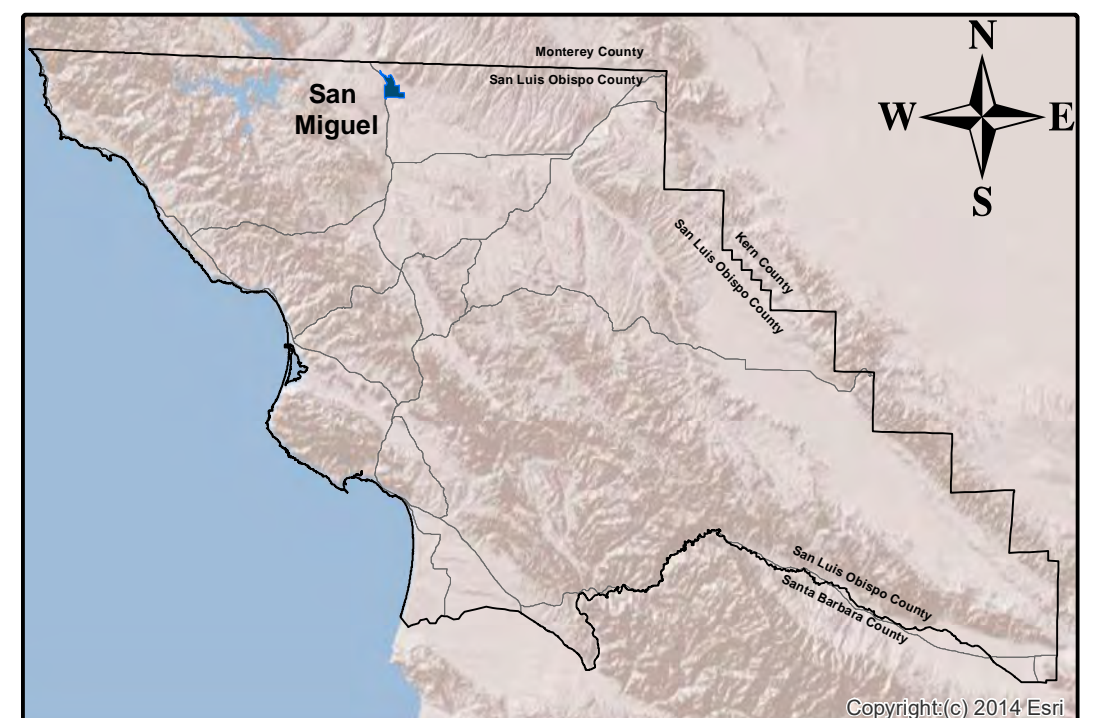 N
Monterey County
San Luis Obispo County
San
Miguel
W
E
S
Kern County
San Luis Obispo County
San Luis Obispo County
Santa Barbara County
Copyright:(c) 2014 Esri